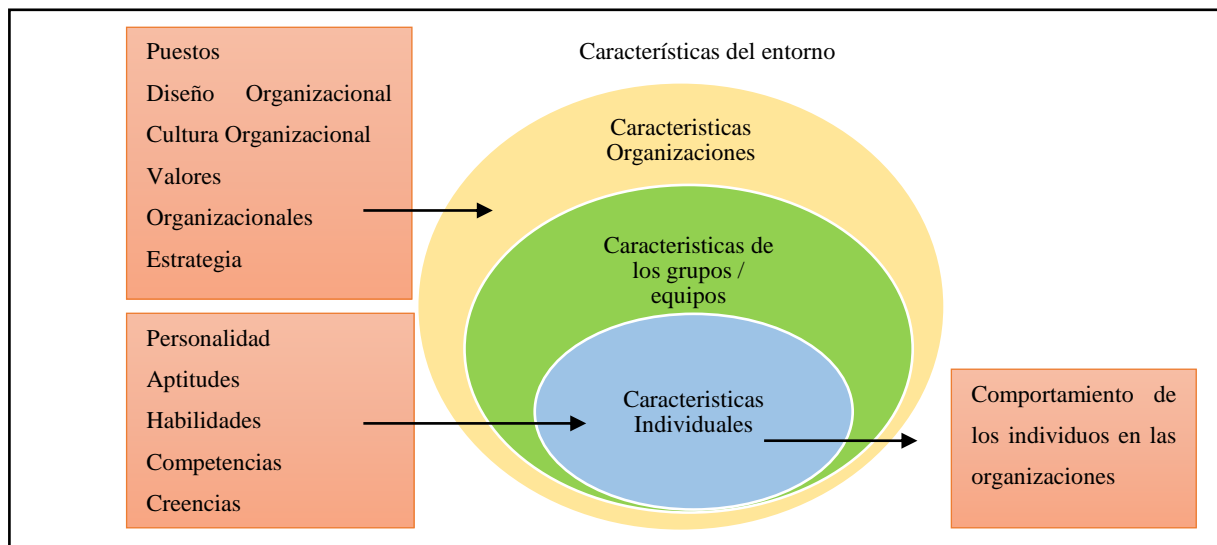 Puestos
Diseño Organizacional
Cultura Organizacional
Valores
Organizacionales
Estrategia
Características del entorno
Caracteristicas
Organizaciones
Caracteristicas de
los grupos /
equipos
Personalidad
Aptitudes
Habilidades
Competencias
Creencias
Caracteristicas
Individuales
Comportamiento de
los individuos en las
organizaciones